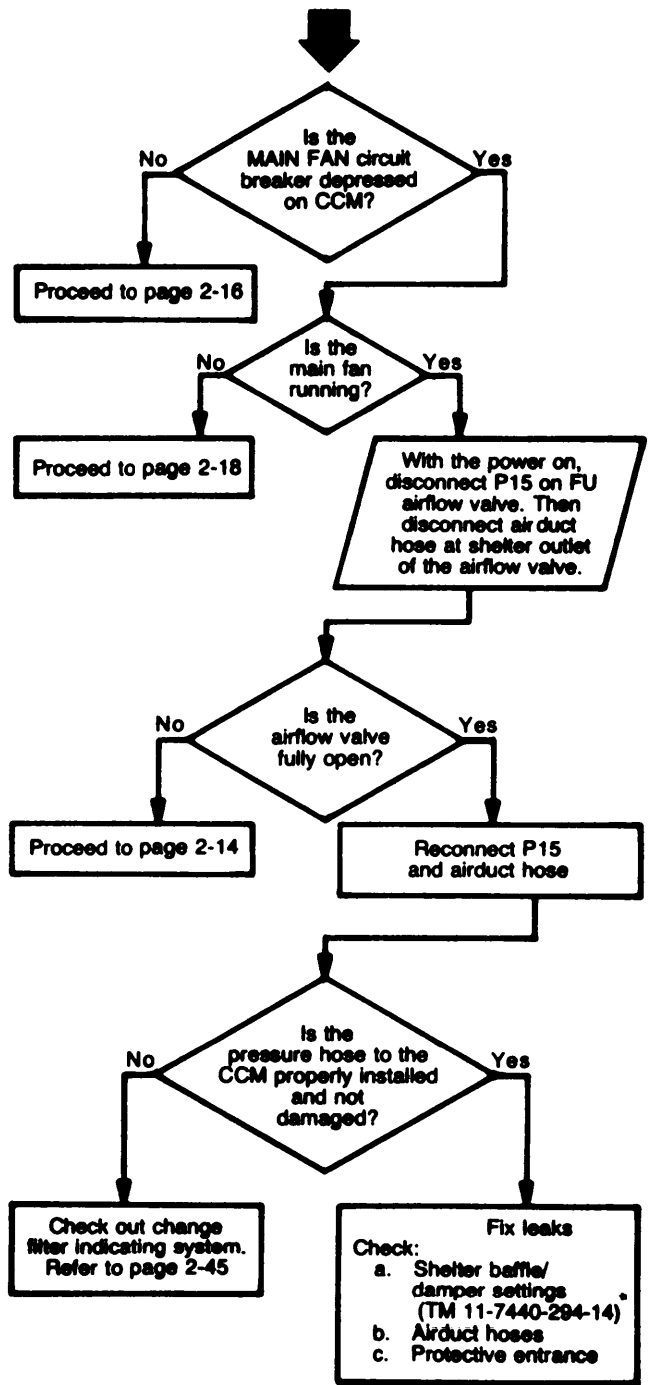 Is the
MAIN FAN circuit
breaker depressed
on CCM?
No
Yes
Proceed to page 2-16
Is the
main fan
running?
No
Yes
Proceed to page 2-18
With the power on,
disconnect P15 on FU
airflow valve. Then
disconnect air duct
hose at shelter outlet
of the airflow valve.
Is the
airflow valve
fully open?
No
Yes
Proceed to page 2-14
Reconnect P15
and airduct hose
Is the
pressure hose to the
CCM properly installed
and not
damaged?
No
Yes
Check out change
filter indicating system.
Refer to page 2-45
Fix leaks
Check:
a. Shelter baffle/
damper settings
(TM 11-7440-294-14)*
b. Airduct hoses
c. Protective entrance